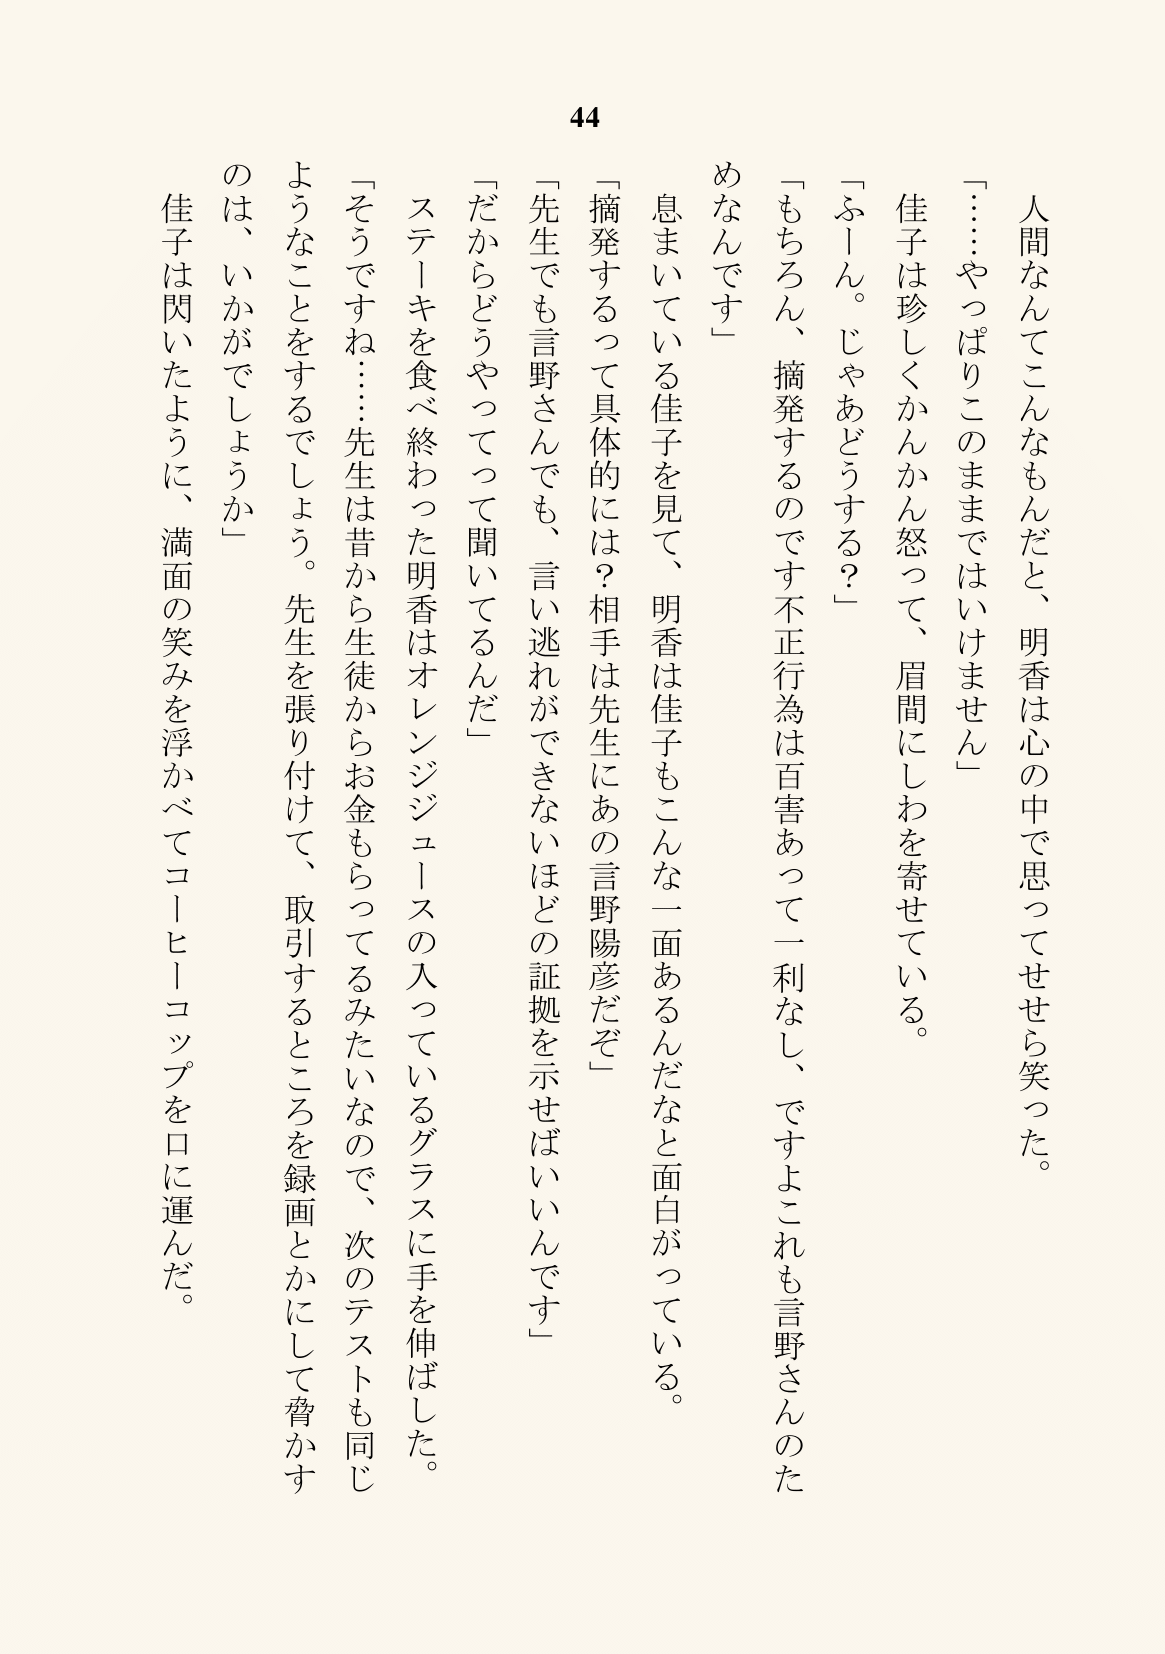 44
　人間なんてこんなもんだと、明香は心の中で思ってせせら笑った。
「……やっぱりこのままではいけません」
　佳子は珍しくかんかん怒って、眉間にしわを寄せている。
「ふーん。じゃあどうする？」
「もちろん、摘発するのです不正行為は百害あって一利なし、ですよこれも言野さんのた
めなんです」
　息まいている佳子を見て、明香は佳子もこんな一面あるんだなと面白がっている。
「摘発するって具体的には？相手は先生にあの言野陽彦だぞ」
「先生でも言野さんでも、言い逃れができないほどの証拠を示せばいいんです」
「だからどうやってって聞いてるんだ」
　ステーキを食べ終わった明香はオレンジジュースの入っているグラスに手を伸ばした。
「そうですね……先生は昔から生徒からお金もらってるみたいなので、次のテストも同じ
ようなことをするでしょう。先生を張り付けて、取引するところを録画とかにして脅かす
のは、いかがでしょうか」
　佳子は閃いたように、満面の笑みを浮かべてコーヒーコップを口に運んだ。